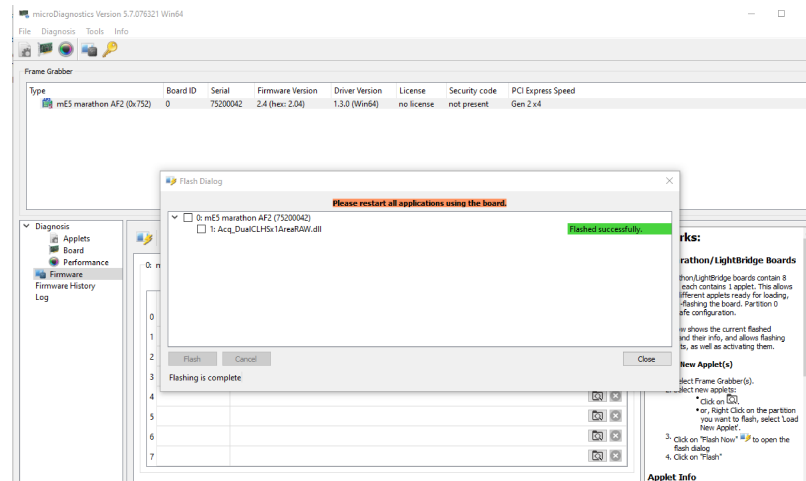 microDiagnostics Version 5.7.076321 Win64
File Diagnosis Tools Info
Frame Grabber
Type Board ID Serial Firmware Version Driver Version License Security code PCI Express Speed
mE5 marathon AF2 (0x752) 0 75200042 2.4 (hex: 2.04) 1.3.0 (Win64) no license not present Gen 2 x4
Flash Dialog
Please restart all applications using the board.
0: mE5 marathon AF2 (75200042)
1: Acq_DualCLHSx1AreaRAW.dll Flashed successfully.
Flash Cancel Close
Flashing is complete
Diagnosis
Applets
Board
Performance
Firmware
Firmware History
Log
0: m
0
1
2
3
4
5
6
7
rks:
rathon/LightBridge Boards
thon/LightBridge boards contain 8
each contains 1 applet. This allows
ifferent applets ready for loading,
-flashing the board. Partition 0
afe configuration.
w shows the current flashed
nd their info, and allows flashing
ts, as well as activating them.
New Applet(s)
elect Frame Grabber(s).
elect new applets:
• Click on
• or, Right Click on the partition
you want to flash, select 'Load
New Applet'.
3. Click on "Flash Now" to open the
flash dialog
4. Click on "Flash"
Applet Info